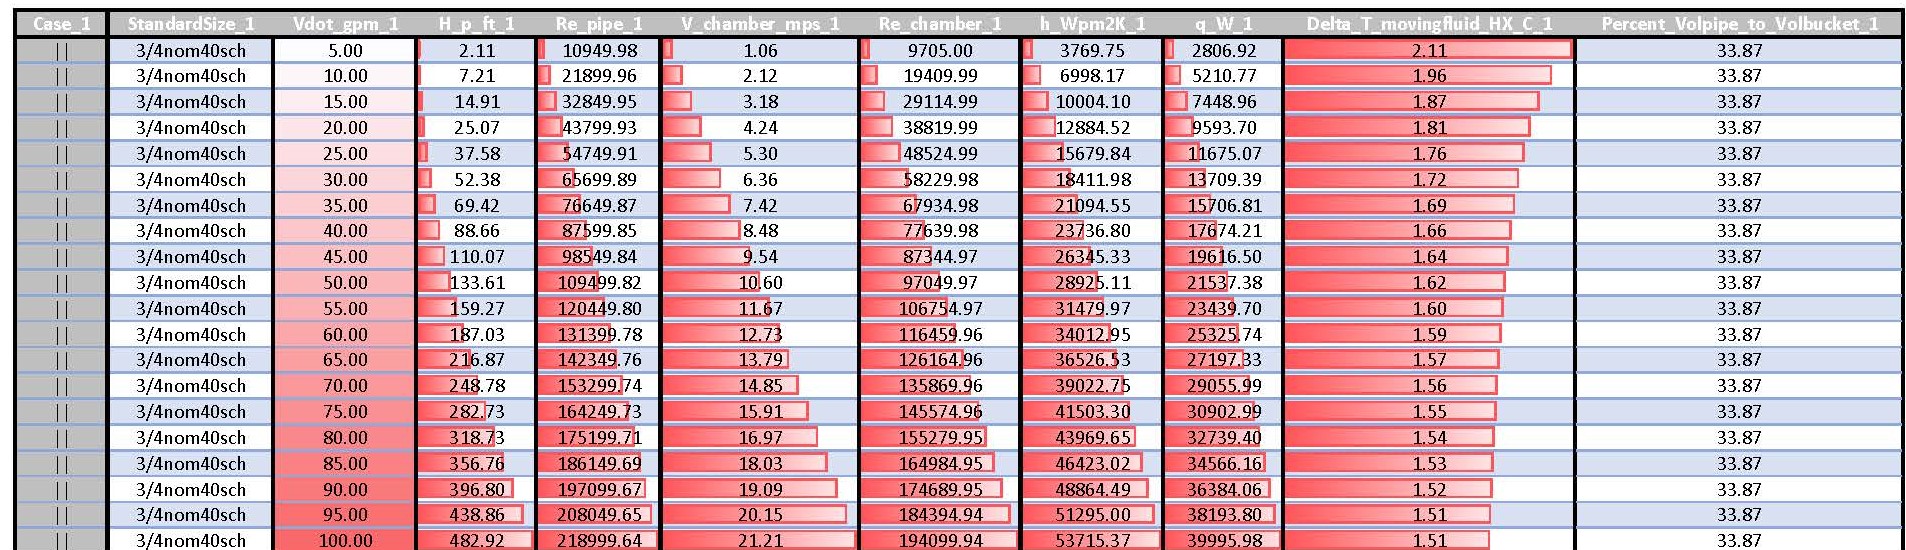 Case_1 StandardSize_1 Vdot_gpm_1 H_p_ft_1 Re_pipe_1 V_chamber_mps_1 Re_chamber_1 h_Wpm2K_1 q_W_1 Delta_T_movingfluid_HX_C_1 Percent_Volpipe_to_Volbucket_1
|| 3/4nom40sch 5.00 2.11 10949.98 1.06 9705.00 3769.75 2806.92 2.11 33.87
|| 3/4nom40sch 10.00 7.21 21899.96 2.12 19409.99 6998.17 5210.77 1.96 33.87
|| 3/4nom40sch 15.00 14.91 32849.95 3.18 29114.99 10004.10 7448.96 1.87 33.87
|| 3/4nom40sch 20.00 25.07 43799.93 4.24 38819.99 12884.52 9593.70 1.81 33.87
|| 3/4nom40sch 25.00 37.58 54749.91 5.30 48524.99 15679.84 11675.07 1.76 33.87
|| 3/4nom40sch 30.00 52.38 65699.89 6.36 58229.98 18411.98 13709.39 1.72 33.87
|| 3/4nom40sch 35.00 69.42 76649.87 7.42 67934.98 21094.55 15706.81 1.69 33.87
|| 3/4nom40sch 40.00 88.66 87599.85 8.48 77639.98 23736.80 17674.21 1.66 33.87
|| 3/4nom40sch 45.00 110.07 98549.84 9.54 87344.97 26345.33 19616.50 1.64 33.87
|| 3/4nom40sch 50.00 133.61 109499.82 10.60 97049.97 28925.11 21537.38 1.62 33.87
|| 3/4nom40sch 55.00 159.27 120449.80 11.67 106754.97 31479.97 23439.70 1.60 33.87
|| 3/4nom40sch 60.00 187.03 131399.78 12.73 116459.96 34012.95 25325.74 1.59 33.87
|| 3/4nom40sch 65.00 216.87 142349.76 13.79 126164.96 36526.53 27197.33 1.57 33.87
|| 3/4nom40sch 70.00 248.78 153299.74 14.85 135869.96 39022.75 29055.99 1.56 33.87
|| 3/4nom40sch 75.00 282.73 164249.73 15.91 145574.96 41503.30 30902.99 1.55 33.87
|| 3/4nom40sch 80.00 318.73 175199.71 16.97 155279.95 43969.65 32739.40 1.54 33.87
|| 3/4nom40sch 85.00 356.76 186149.69 18.03 164984.95 46423.02 34566.16 1.53 33.87
|| 3/4nom40sch 90.00 396.80 197099.67 19.09 174689.95 48864.49 36384.06 1.52 33.87
|| 3/4nom40sch 95.00 438.86 208049.65 20.15 184394.94 51295.00 38193.80 1.51 33.87
|| 3/4nom40sch 100.00 482.92 218999.64 21.21 194099.94 53715.37 39995.98 1.51 33.87